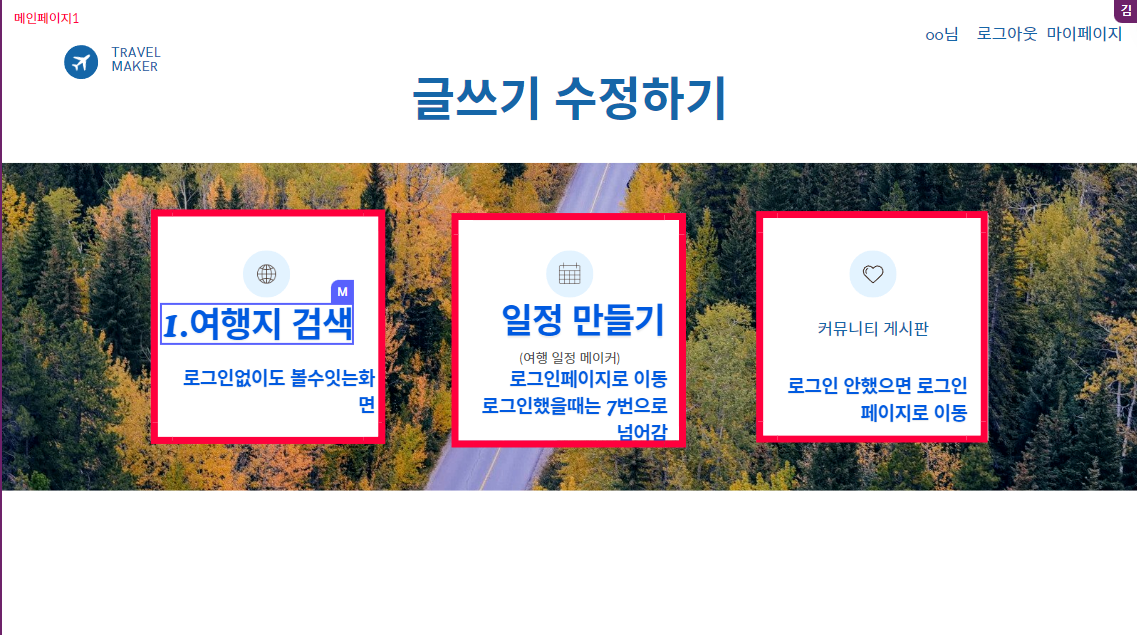 메인페이지1
김
oo님 로그아웃 마이페이지
TRAVEL
MAKER
글쓰기 수정하기
M
1.여행지 검색
로그인없이도 볼수잇는화
면
일정 만들기
(여행 일정 메이커)
로그인페이지로 이동
로그인했을때는 7번으로
넘어감
커뮤니티 게시판
로그인 안했으면 로그인
페이지로 이동